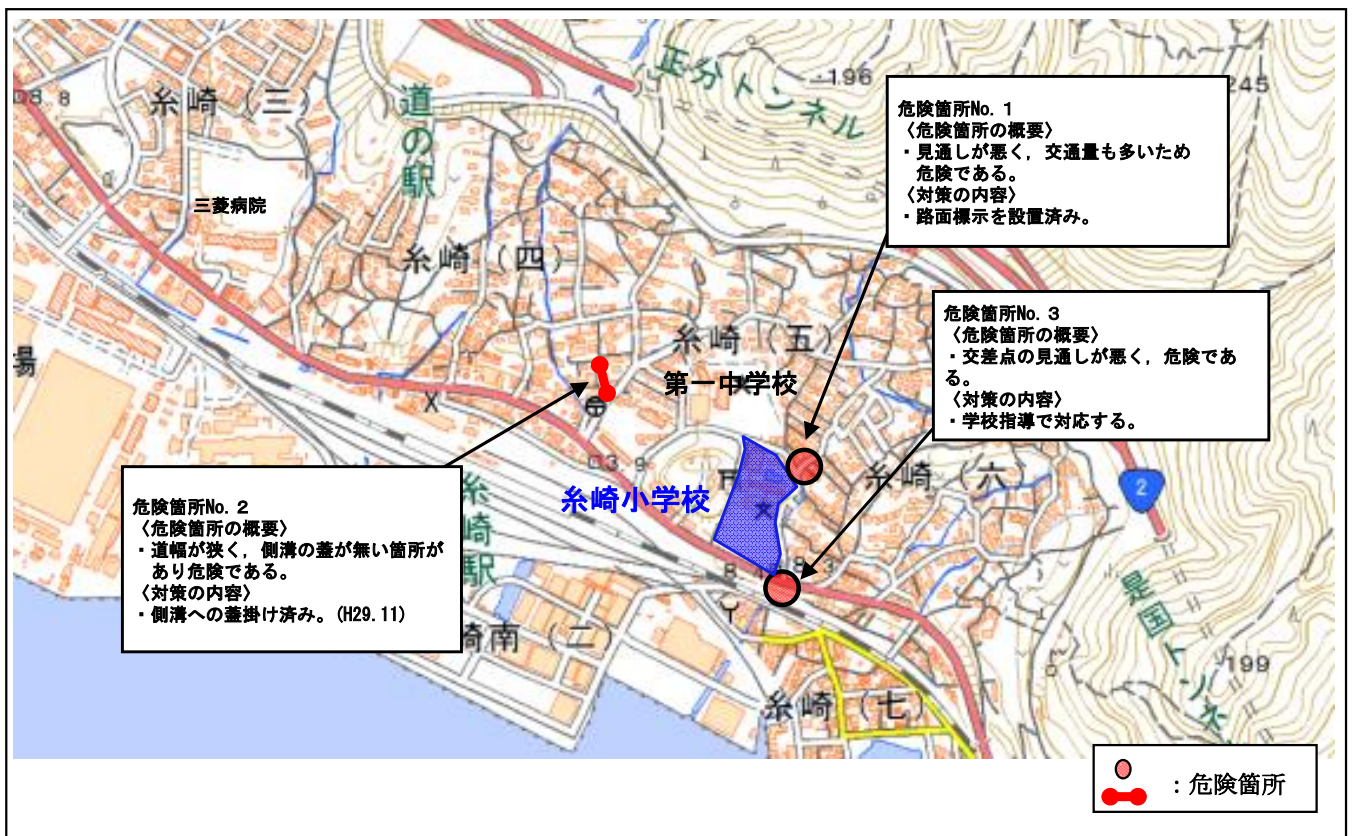 糸崎（三）
道の駅
正分トンネル
196
245
三菱病院
糸崎（四）
糸崎（五）
第一中学校
糸崎（六）
糸崎小学校
2
場
糸崎駅
崎南（二）
糸崎（七）
是国トンネ
199
危険箇所No. 1
〈危険箇所の概要〉
・見通しが悪く，交通量も多いため
危険である。
〈対策の内容〉
・路面標示を設置済み。
危険箇所No. 3
〈危険箇所の概要〉
・交差点の見通しが悪く，危険であ
る。
〈対策の内容〉
・学校指導で対応する。
危険箇所No. 2
〈危険箇所の概要〉
・道幅が狭く，側溝の蓋が無い箇所が
あり危険である。
〈対策の内容〉
・側溝への蓋掛け済み。(H29.11)
：危険箇所